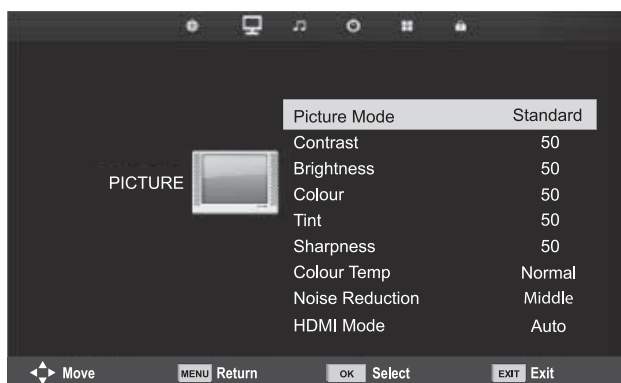 Picture Mode Standard
Contrast 50
Brightness 50
PICTURE
Colour 50
Tint 50
Sharpness 50
Colour Temp Normal
Noise Reduction Middle
HDMI Mode Auto
Move MENU Return OK Select EXIT Exit